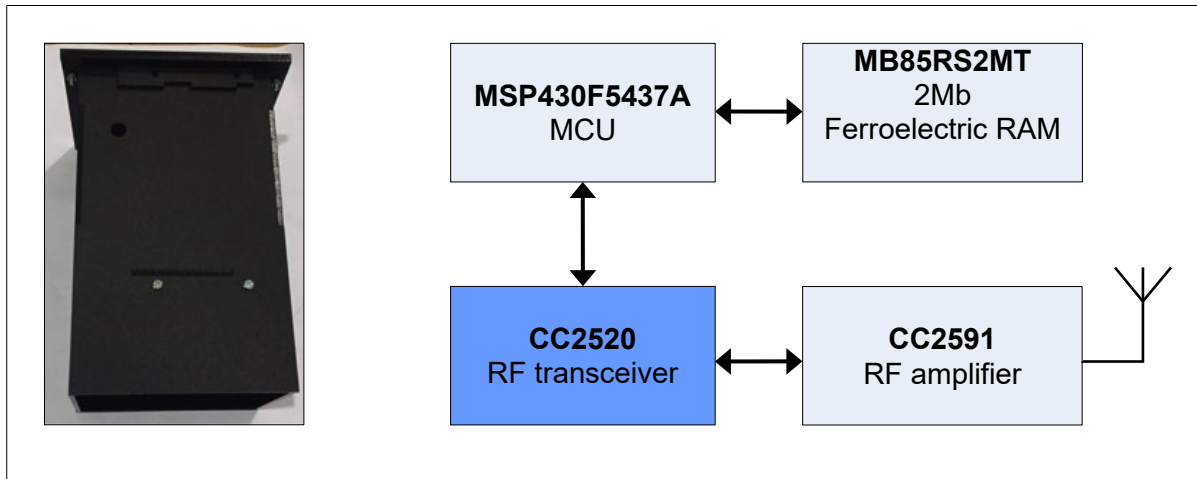 MSP430F5437A
MCU
MB85RS2MT
2Mb
Ferroelectric RAM
CC2520
RF transceiver
CC2591
RF amplifier